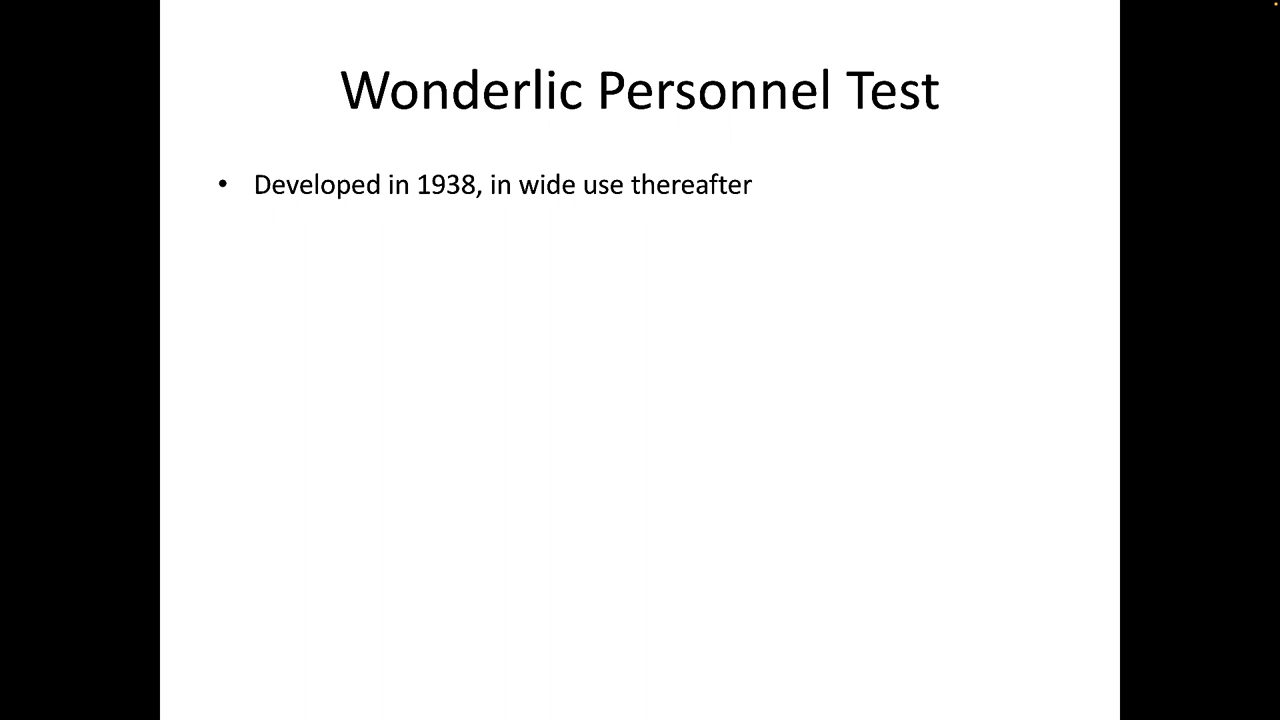 Wonderlic Personnel Test
• Developed in 1938, in wide use thereafter